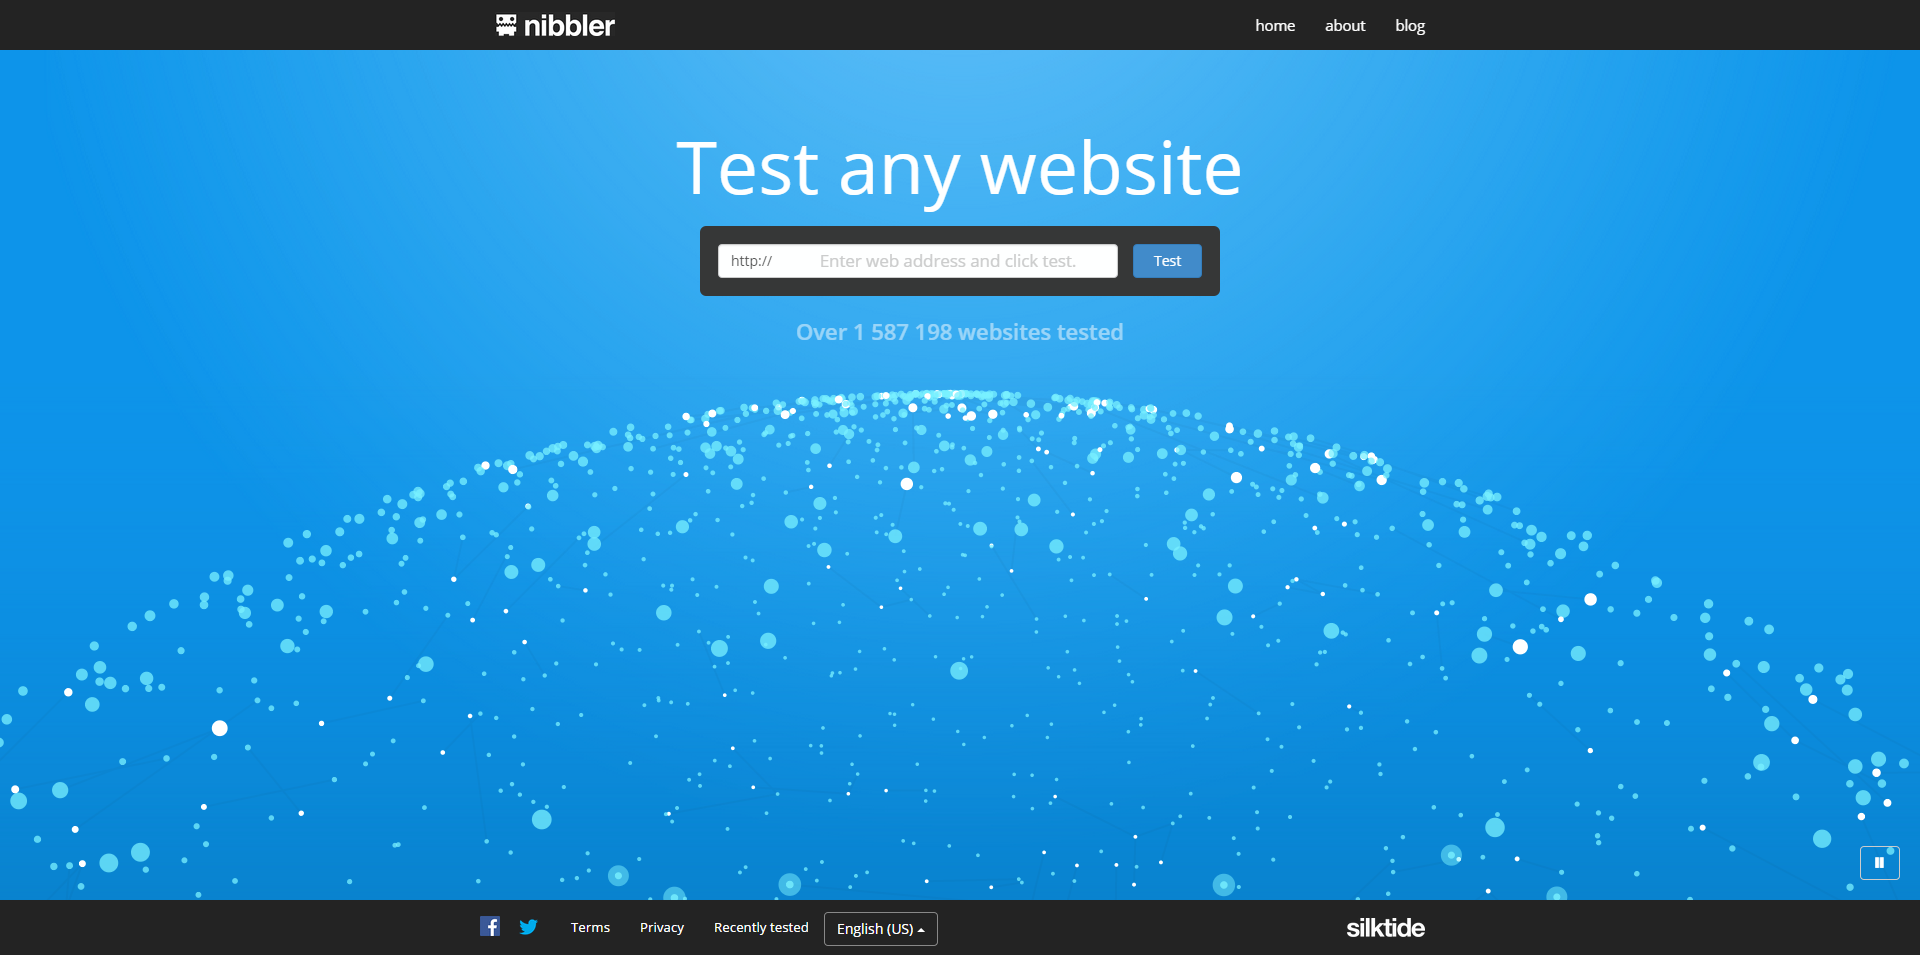 nibbler
home about blog
Test any website
http:// Enter web address and click test. Test
Over 1 587 198 websites tested
Terms Privacy Recently tested English (US) silktide